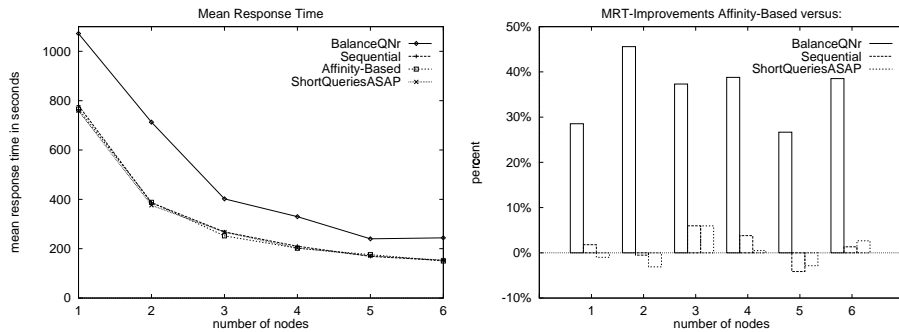 Mean Response Time
BalanceQNr
Sequential
Affinity-Based
ShortQueriesASAP
mean response time in seconds
1000
800
600
400
200
0
1 2 3 4 5 6
number of nodes
MRT-Improvements Affinity-Based versus:
BalanceQNr
Sequential
ShortQueriesASAP
percent
50%
40%
30%
20%
10%
0%
-10%
1 2 3 4 5 6
number of nodes